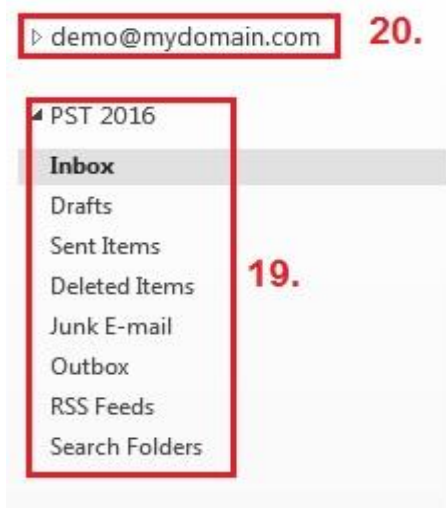 demo@mydomain.com 20.
PST 2016
Inbox
Drafts
Sent Items
Deleted Items 19.
Junk E-mail
Outbox
RSS Feeds
Search Folders